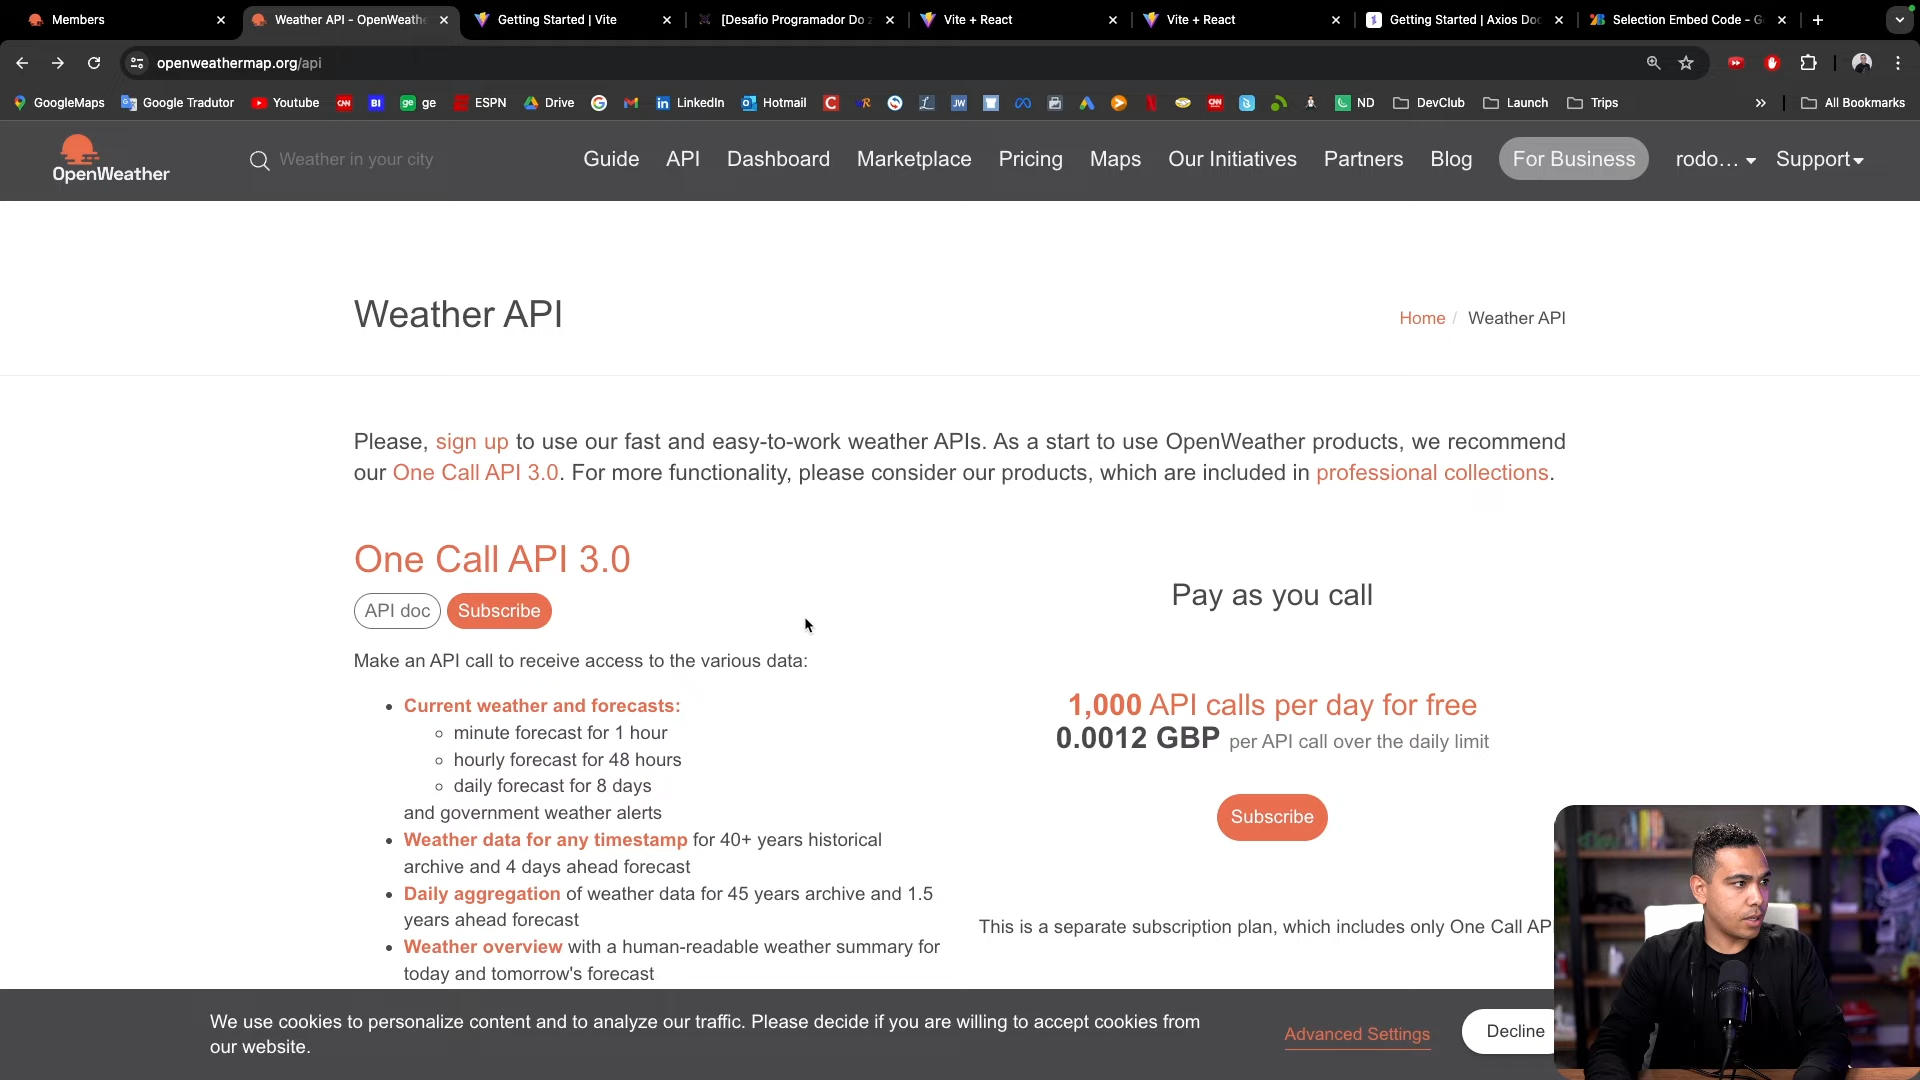 Members
Weather API - OpenWeath
Getting Started | Vite
[Desafio Programador Do z
Vite + React
Vite + React
Getting Started | Axios Doc
Selection Embed Code - G
openweathermap.org/api
GoogleMaps
Google Tradutor
Youtube
CNN
BI
ge ge
ESPN
Drive
LinkedIn
Hotmail
JW
CNN
ND
DevClub
Launch
Trips
All Bookmarks
OpenWeather
Weather in your city
Guide
API
Dashboard
Marketplace
Pricing
Maps
Our Initiatives
Partners
Blog
For Business
rodo...
Support
Weather API
Home / Weather API
Please, sign up to use our fast and easy-to-work weather APIs. As a start to use OpenWeather products, we recommend
our One Call API 3.0. For more functionality, please consider our products, which are included in professional collections.
One Call API 3.0
API doc
Subscribe
Make an API call to receive access to the various data:
Current weather and forecasts:
minute forecast for 1 hour
hourly forecast for 48 hours
daily forecast for 8 days
and government weather alerts
Weather data for any timestamp for 40+ years historical
archive and 4 days ahead forecast
Daily aggregation of weather data for 45 years archive and 1.5
years ahead forecast
Weather overview with a human-readable weather summary for
today and tomorrow's forecast
Pay as you call
1,000 API calls per day for free
0.0012 GBP per API call over the daily limit
Subscribe
This is a separate subscription plan, which includes only One Call AP
We use cookies to personalize content and to analyze our traffic. Please decide if you are willing to accept cookies from
our website.
Advanced Settings
Decline